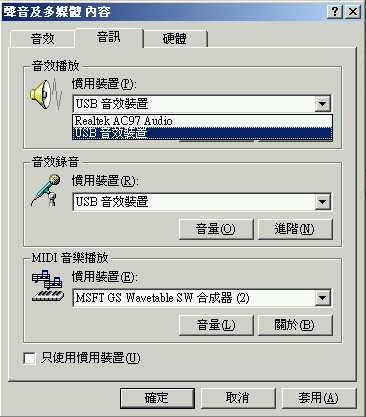 聲音及多媒體 內容
音效 音訊 硬體
音效播放
慣用裝置(P):
USB 音效裝置
Realtek AC97 Audio
USB 音效裝置
音效錄音
慣用裝置(R):
USB 音效裝置
音量(O) 進階(N)
MIDI 音樂播放
慣用裝置(E):
MSFT GS Wavetable SW 合成器 (2)
音量(L) 關於(B)
只使用慣用裝置(U)
確定 取消 套用(A)